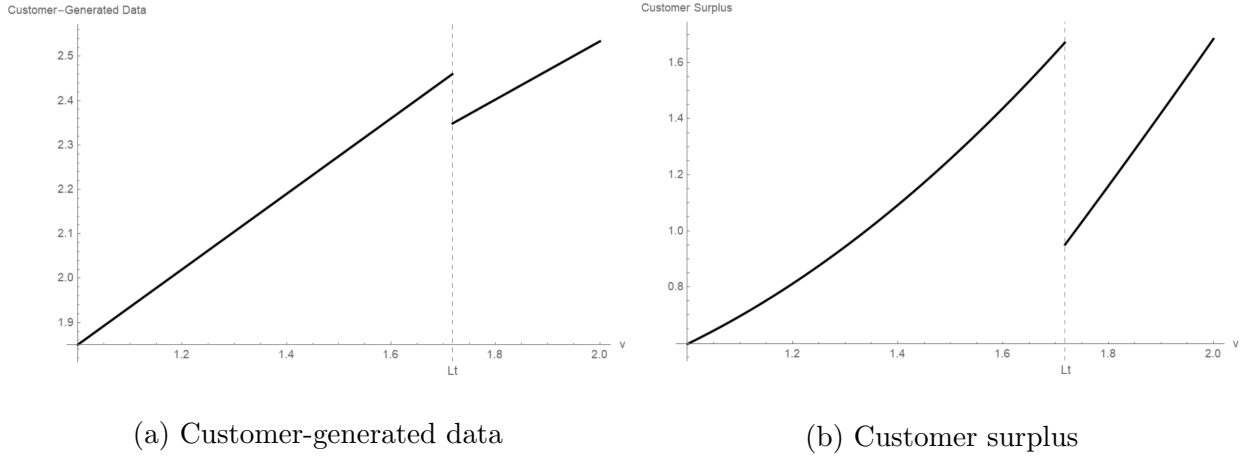 Customer-Generated Data
2.5
2.4
2.3
2.2
2.1
2.0
1.9
1.2
1.4
1.6
1.8
2.0
v
Lt
(a) Customer-generated data
Customer Surplus
1.6
1.4
1.2
1.0
0.8
1.2
1.4
1.6
1.8
2.0
v
Lt
(b) Customer surplus